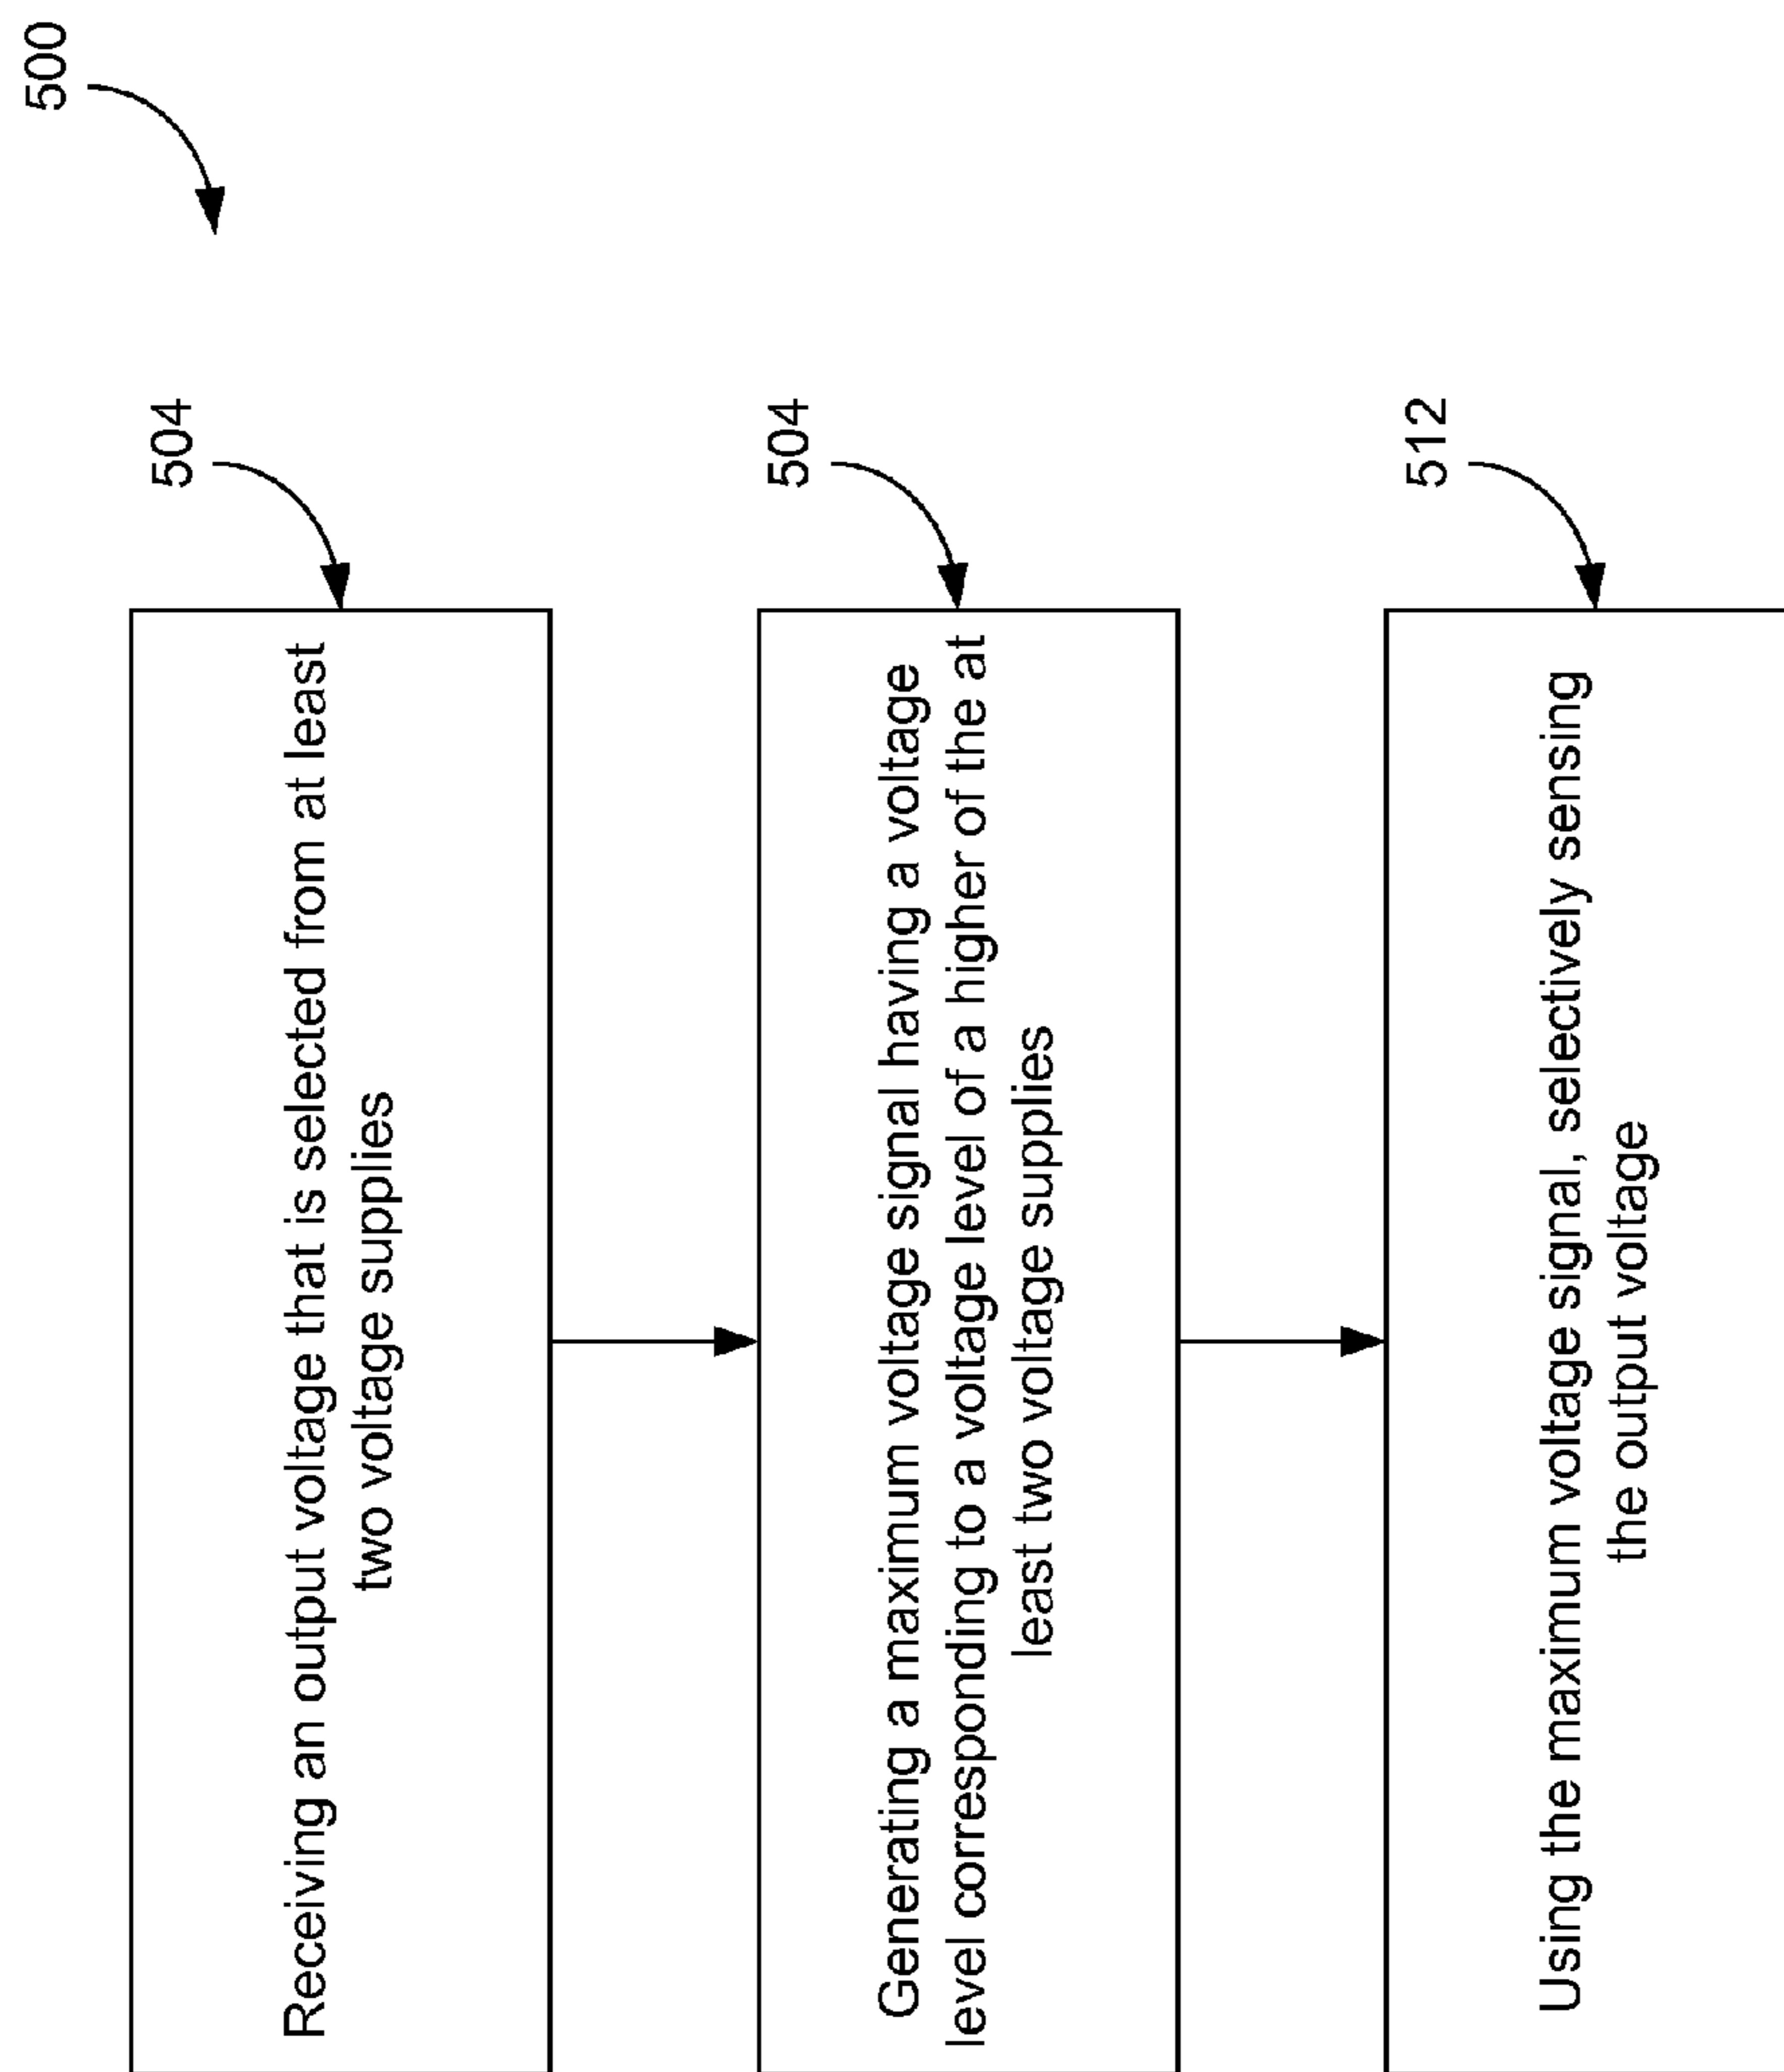 500
504
Receiving an output voltage that is selected from at least
two voltage supplies
504
Generating a maximum voltage signal having a voltage
level corresponding to a voltage level of a higher of the at
least two voltage supplies
512
Using the maximum voltage signal, selectively sensing
the output voltage